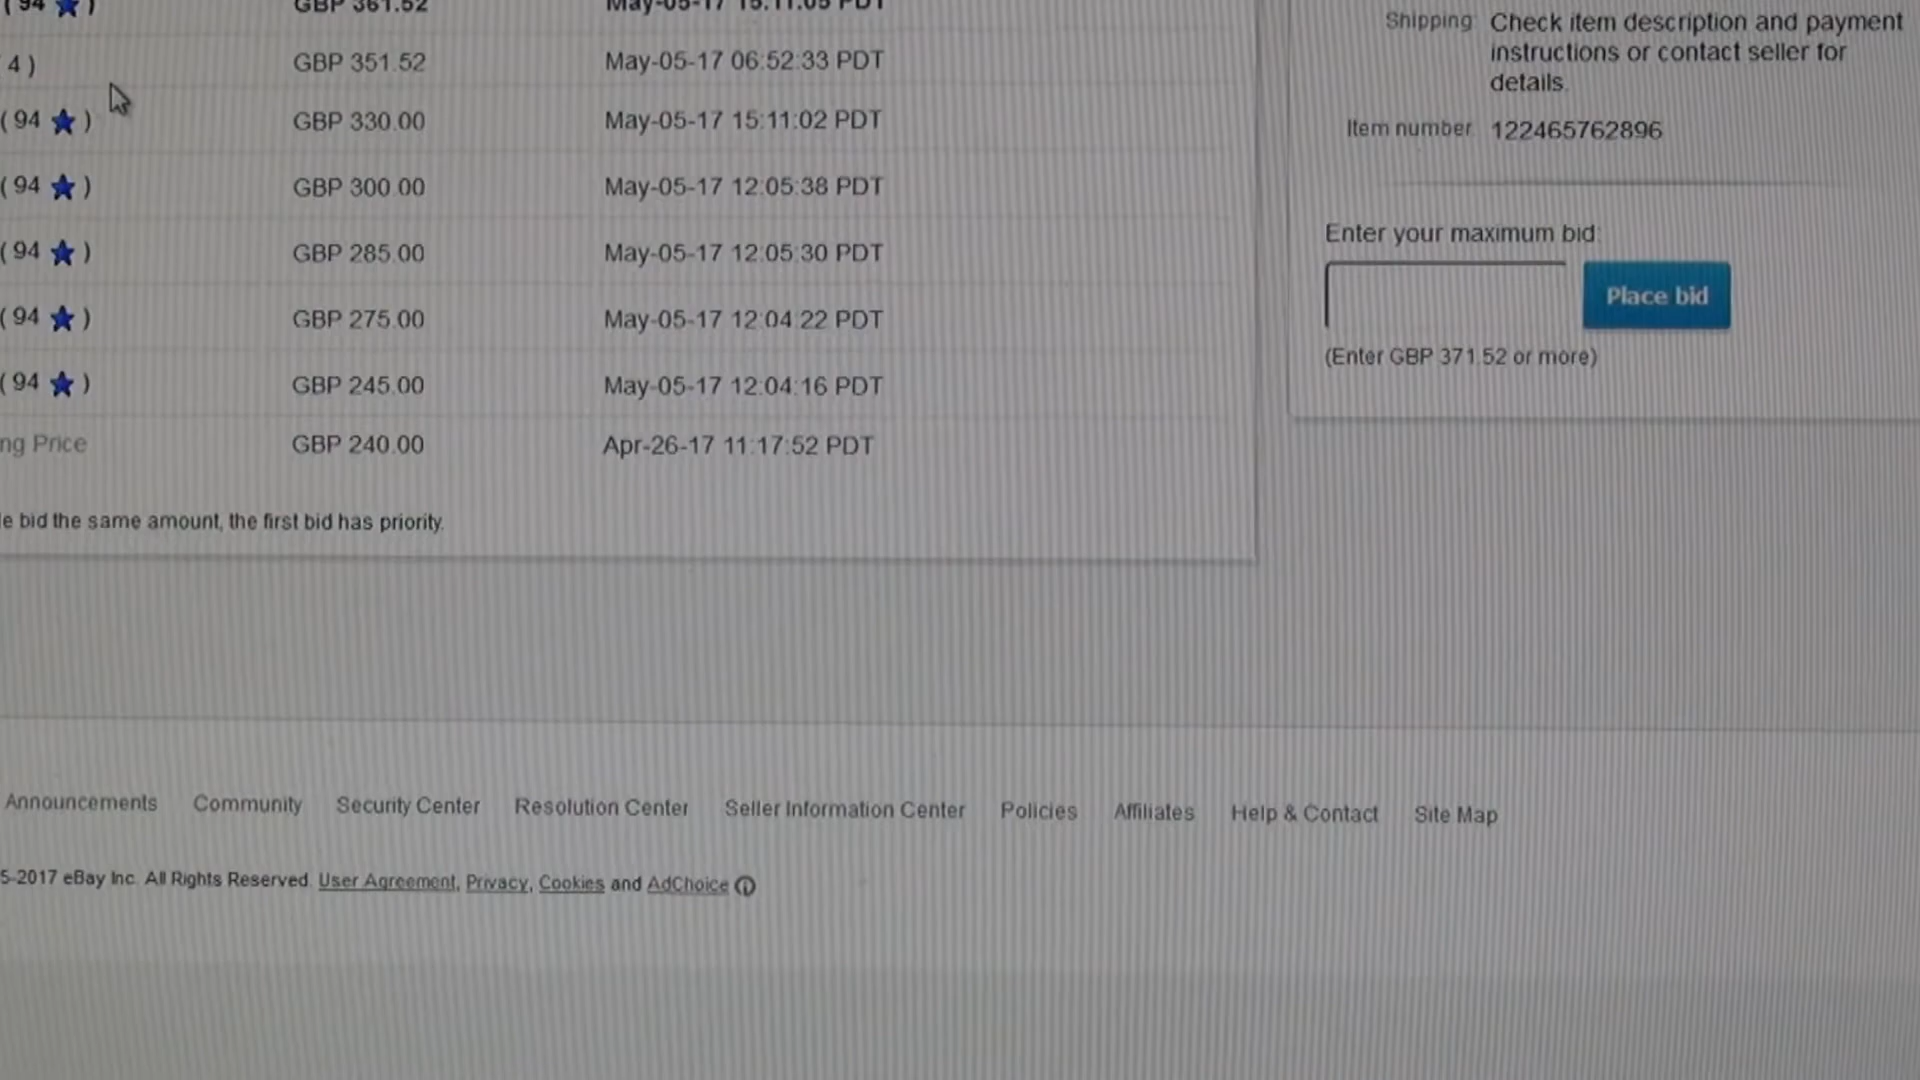 ( 94 ) GBP 361.52 May-05-17 15:11:05 PDT
4 ) GBP 351.52 May-05-17 06:52:33 PDT
( 94 ) GBP 330.00 May-05-17 15:11:02 PDT
( 94 ) GBP 300.00 May-05-17 12:05:38 PDT
( 94 ) GBP 285.00 May-05-17 12:05:30 PDT
( 94 ) GBP 275.00 May-05-17 12:04:22 PDT
( 94 ) GBP 245.00 May-05-17 12:04:16 PDT
ng Price GBP 240.00 Apr-26-17 11:17:52 PDT
le bid the same amount, the first bid has priority.
Shipping: Check item description and payment
instructions or contact seller for
details.
Item number: 122465762896
Enter your maximum bid:
Place bid
(Enter GBP 371.52 or more)
Announcements Community Security Center Resolution Center Seller Information Center Policies Affiliates Help & Contact Site Map
5-2017 eBay Inc. All Rights Reserved. User Agreement, Privacy, Cookies and AdChoice